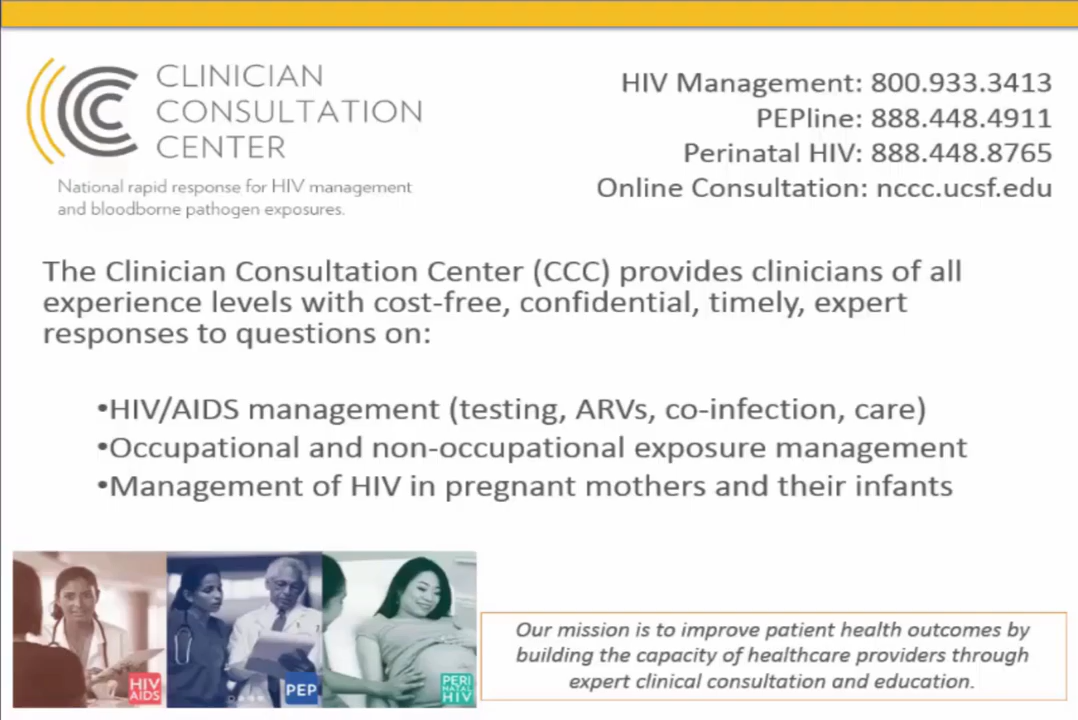 CLINICIAN
CONSULTATION
CENTER
National rapid response for HIV management
and bloodborne pathogen exposures.
HIV Management: 800.933.3413
PEPline: 888.448.4911
Perinatal HIV: 888.448.8765
Online Consultation: nccc.ucsf.edu
The Clinician Consultation Center (CCC) provides clinicians of all
experience levels with cost-free, confidential, timely, expert
responses to questions on:
•HIV/AIDS management (testing, ARVs, co-infection, care)
•Occupational and non-occupational exposure management
•Management of HIV in pregnant mothers and their infants
HIV
AIDS
PEP
PERI
NATAL
HIV
Our mission is to improve patient health outcomes by
building the capacity of healthcare providers through
expert clinical consultation and education.